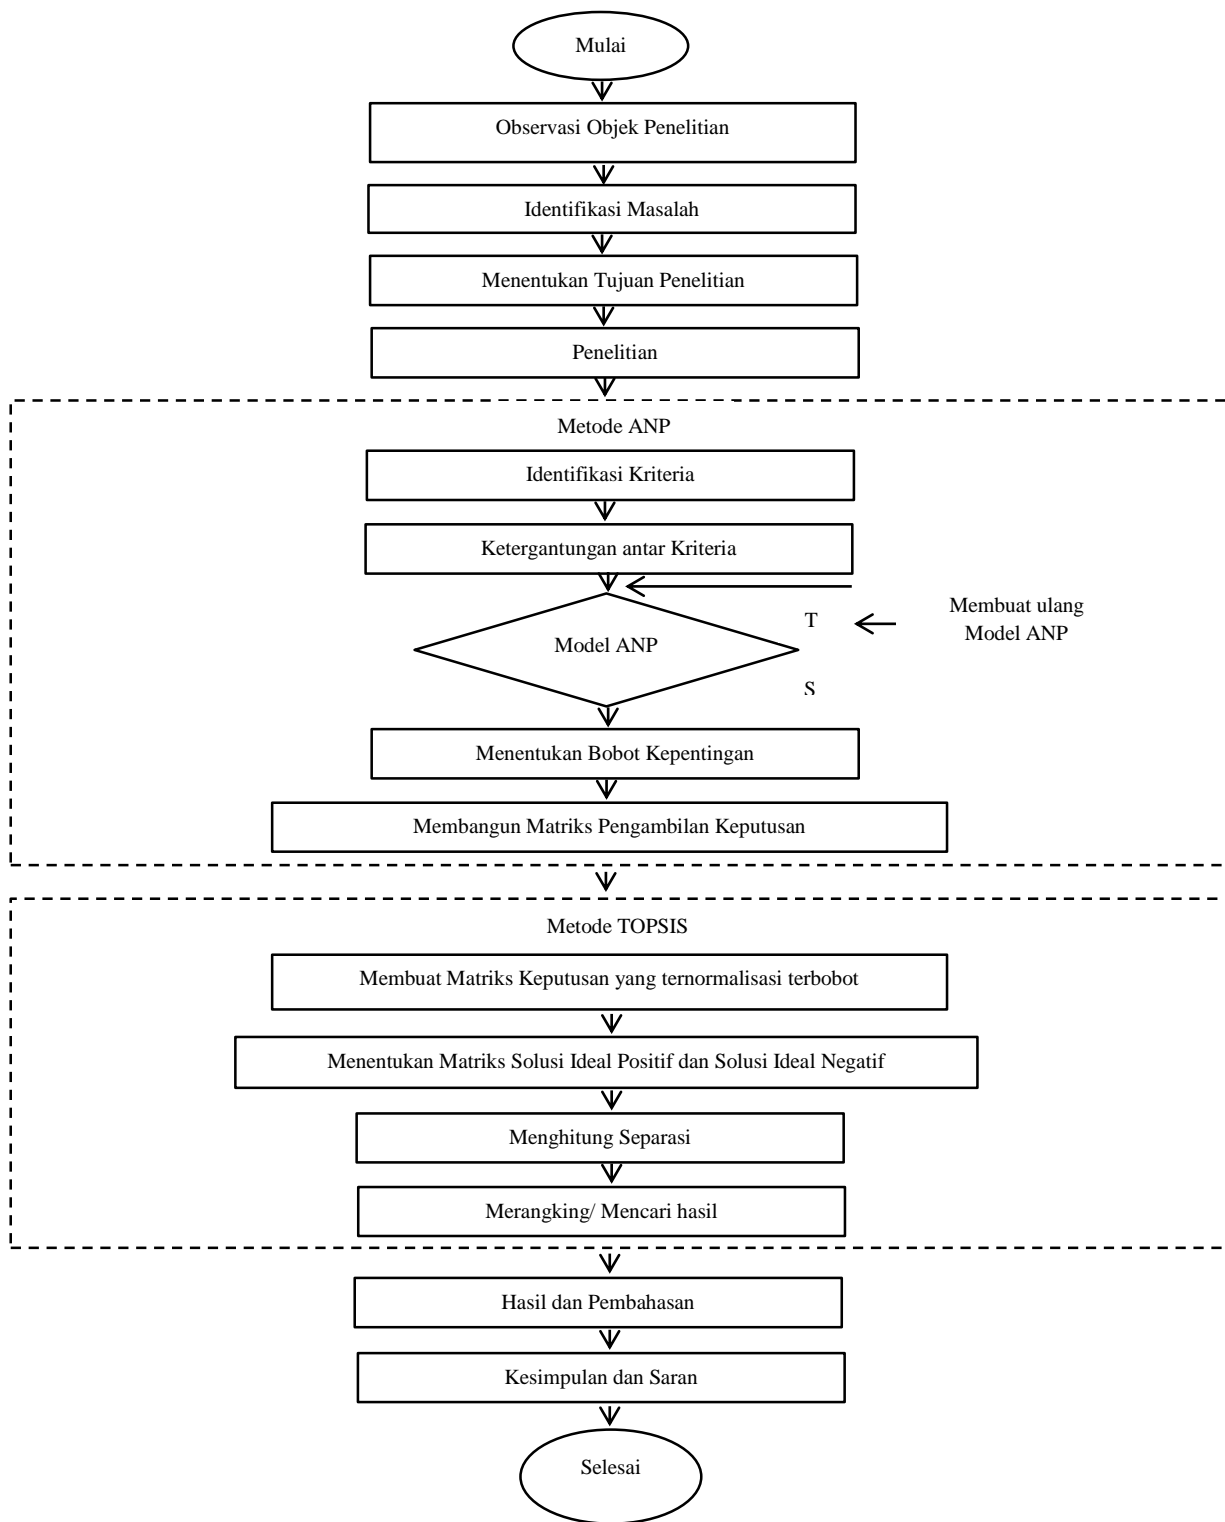 Mulai
Observasi Objek Penelitian
Identifikasi Masalah
Menentukan Tujuan Penelitian
Penelitian
Metode ANP
Identifikasi Kriteria
Ketergantungan antar Kriteria
Model ANP
T
Membuat ulang
Model ANP
S
Menentukan Bobot Kepentingan
Membangun Matriks Pengambilan Keputusan
Metode TOPSIS
Membuat Matriks Keputusan yang ternormalisasi terbobot
Menentukan Matriks Solusi Ideal Positif dan Solusi Ideal Negatif
Menghitung Separasi
Merangking/ Mencari hasil
Hasil dan Pembahasan
Kesimpulan dan Saran
Selesai